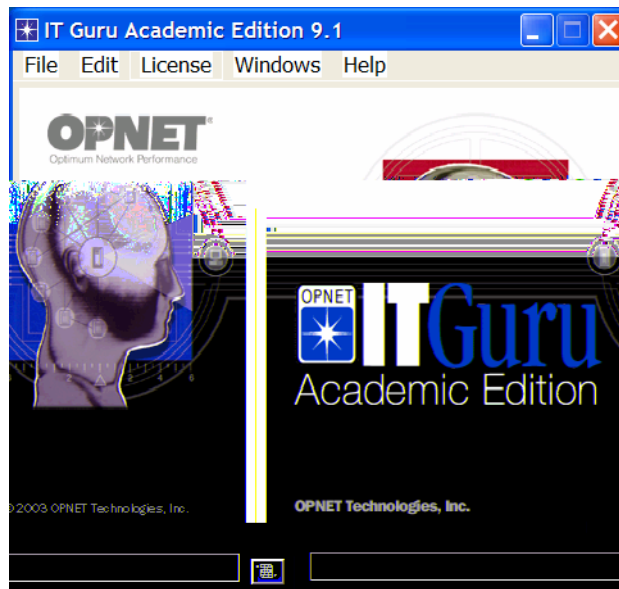 IT Guru Academic Edition 9.1
File Edit License Windows Help
OPNET
Optimum Network Performance
OPNET
ITGuru
Academic Edition
© 2003 OPNET Technologies, Inc.
OPNET Technologies, Inc.